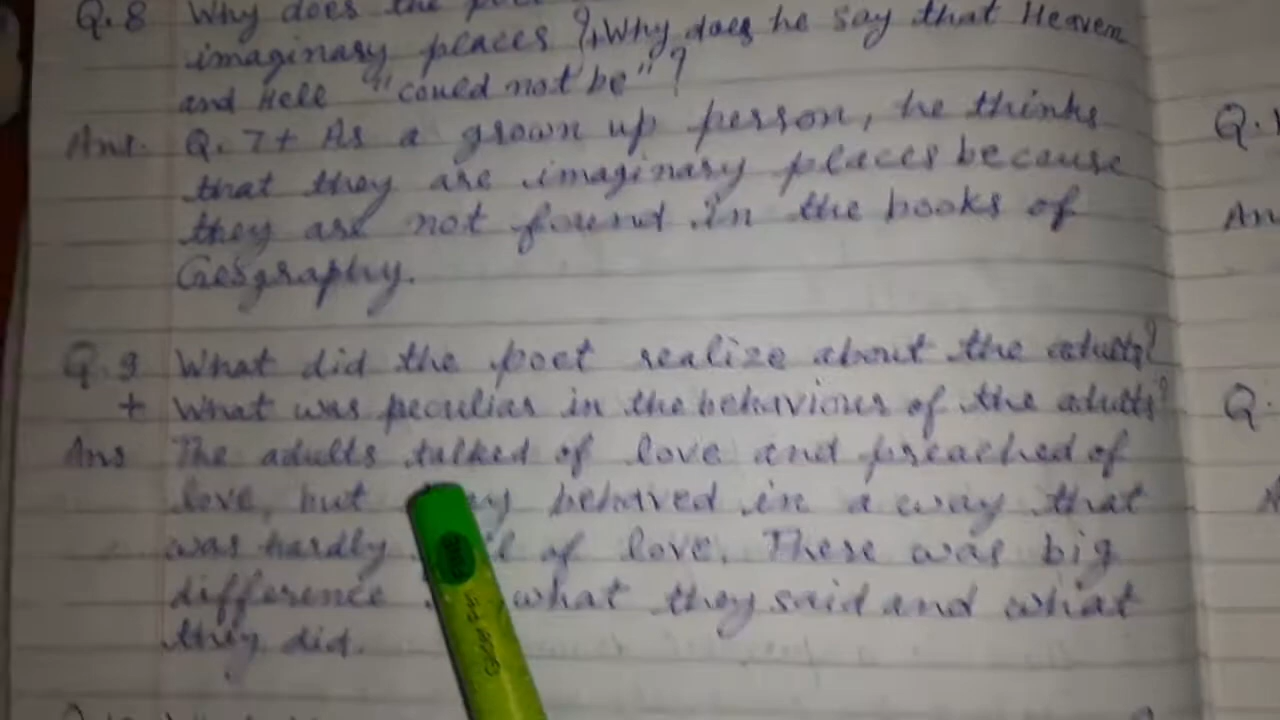 Q.8 Why does the
imaginary places ? + Why does he say that Heaven
and Hell "could not be" ?
Ans. Q.7 + As a grown up person, he thinks
that they are imaginary places because
they are not found in the books of
Geography.
Q.9 What did the poet realize about the adults?
+ What was peculiar in the behaviour of the adults?
Ans The adults talked of love and preached of
love, but behaved in a way that
was hardly of love. There was big
difference what they said and what
they did.
Q.
An
Q.